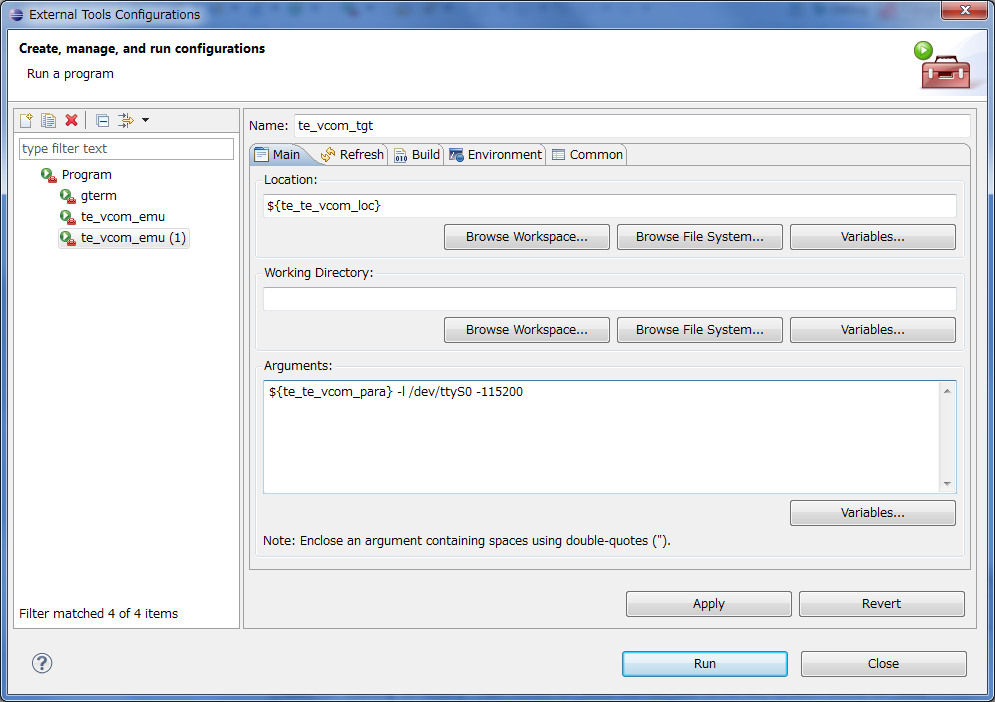 External Tools Configurations
Create, manage, and run configurations
Run a program
type filter text
Program
gterm
te_vcom_emu
te_vcom_emu (1)
Filter matched 4 of 4 items
Name: te_vcom_tgt
Main Refresh Build Environment Common
Location:
${te_te_vcom_loc}
Browse Workspace... Browse File System... Variables...
Working Directory:
Browse Workspace... Browse File System... Variables...
Arguments:
${te_te_vcom_para} -l /dev/ttyS0 -115200
Variables...
Note: Enclose an argument containing spaces using double-quotes (").
Apply Revert
Run Close